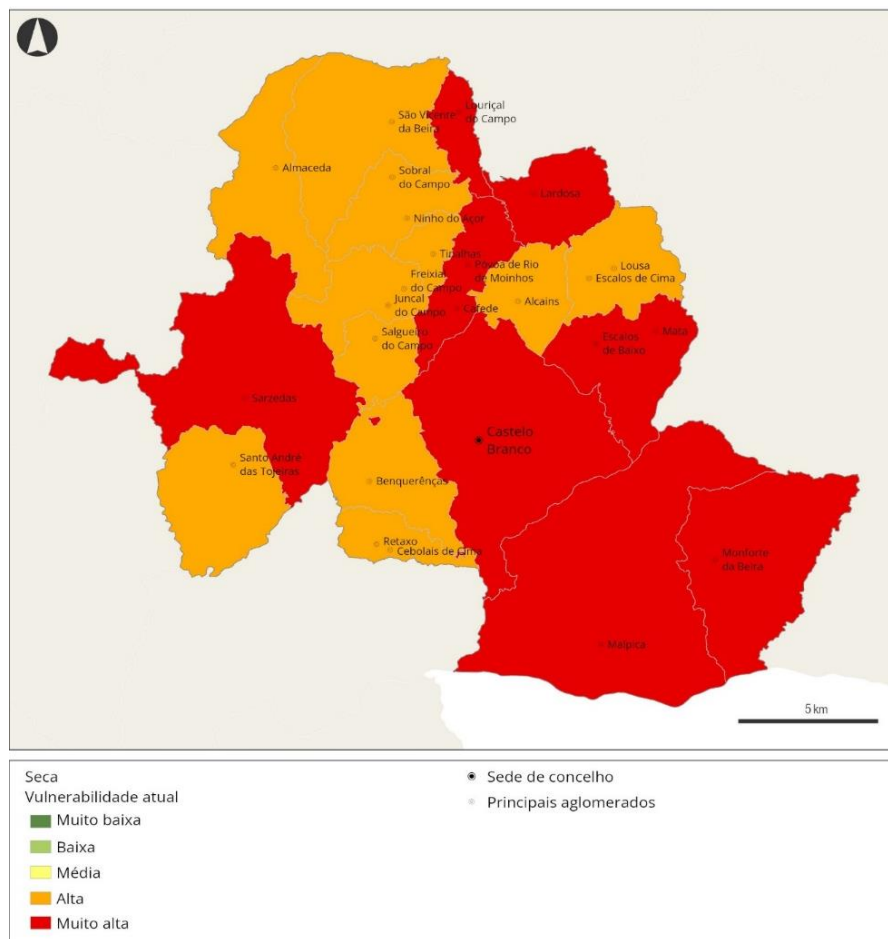 São Vicente
da Beira
Louriçal
do Campo
Almaceda
Sobral
do Campo
Lardosa
Ninho do Açor
Tinalhas
Póvoa de Rio
de Moinhos
Lousa
Escalos de Cima
Freixial
do Campo
Juncal
do Campo
Alcains
Cafede
Salgueiro
do Campo
Escalos
de Baixo
Mata
Sarzedas
Castelo
Branco
Santo André
das Tojeiras
Benquerênças
Retaxo
Cebolais de Cima
Monforte
da Beira
Malpica
5 km
Seca
Vulnerabilidade atual
Muito baixa
Baixa
Média
Alta
Muito alta
Sede de concelho
Principais aglomerados